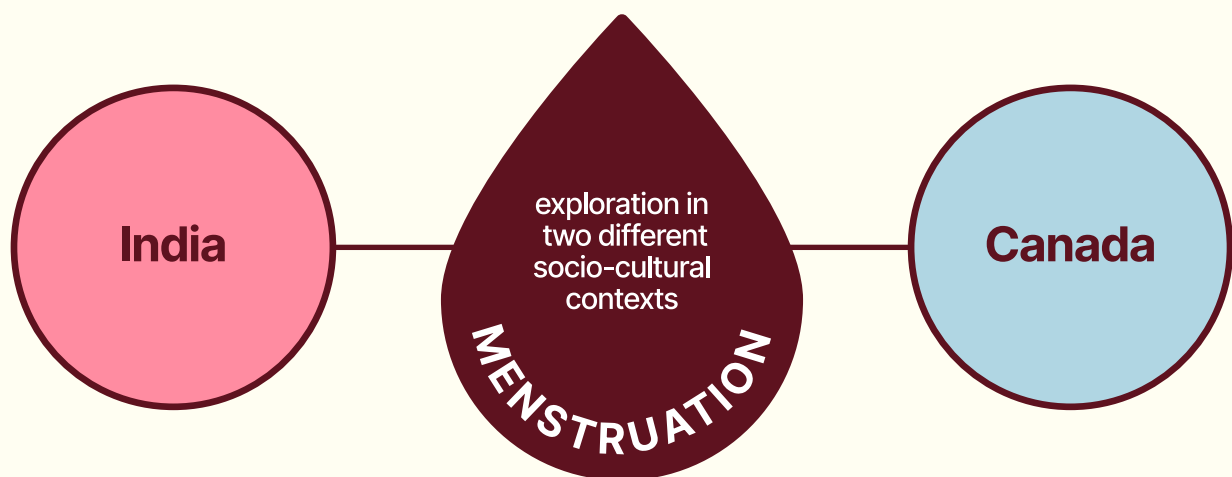 India
exploration in
two different
socio-cultural
contexts
MENSTRUATION
Canada